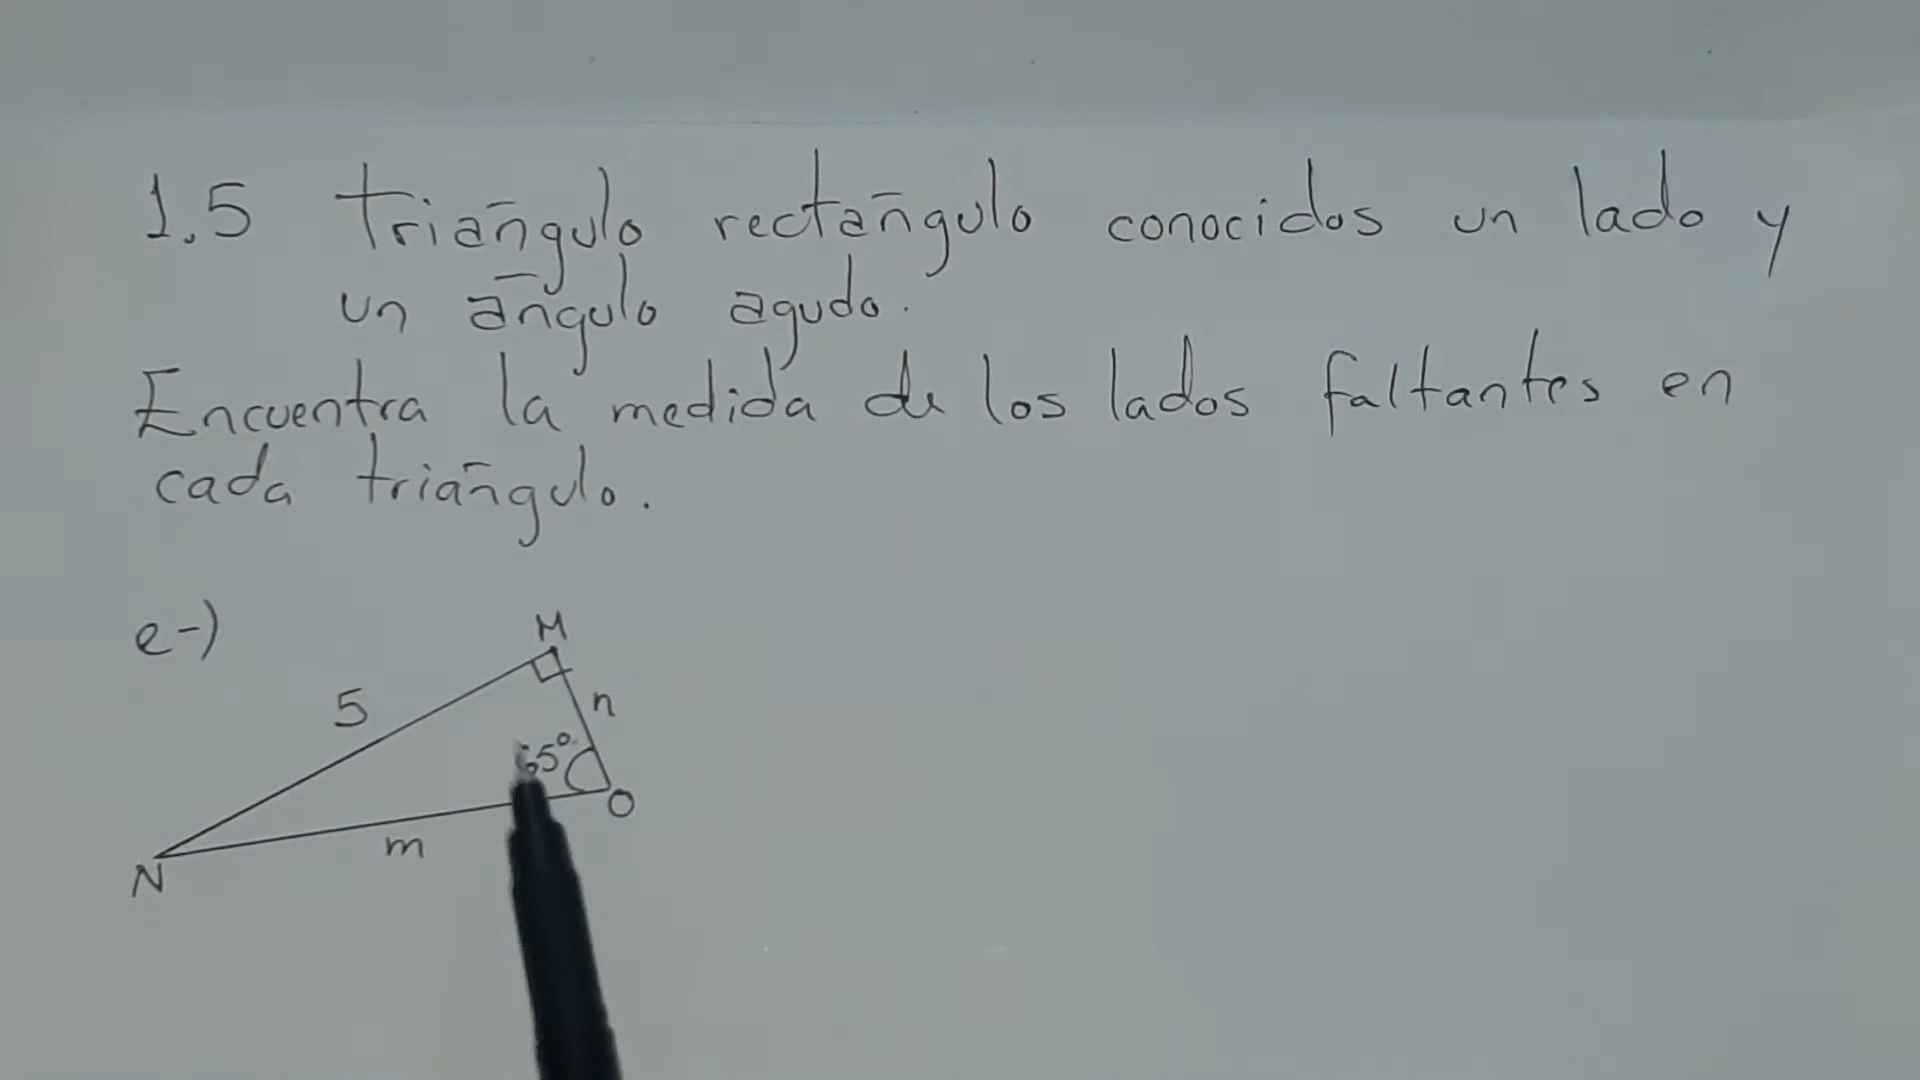 1.5 triángulo rectángulo conocidos un lado y
un ángulo agudo.
Encuentra la medida de los lados faltantes en
cada triángulo.
e-)
M
5
n
65°
O
m
N